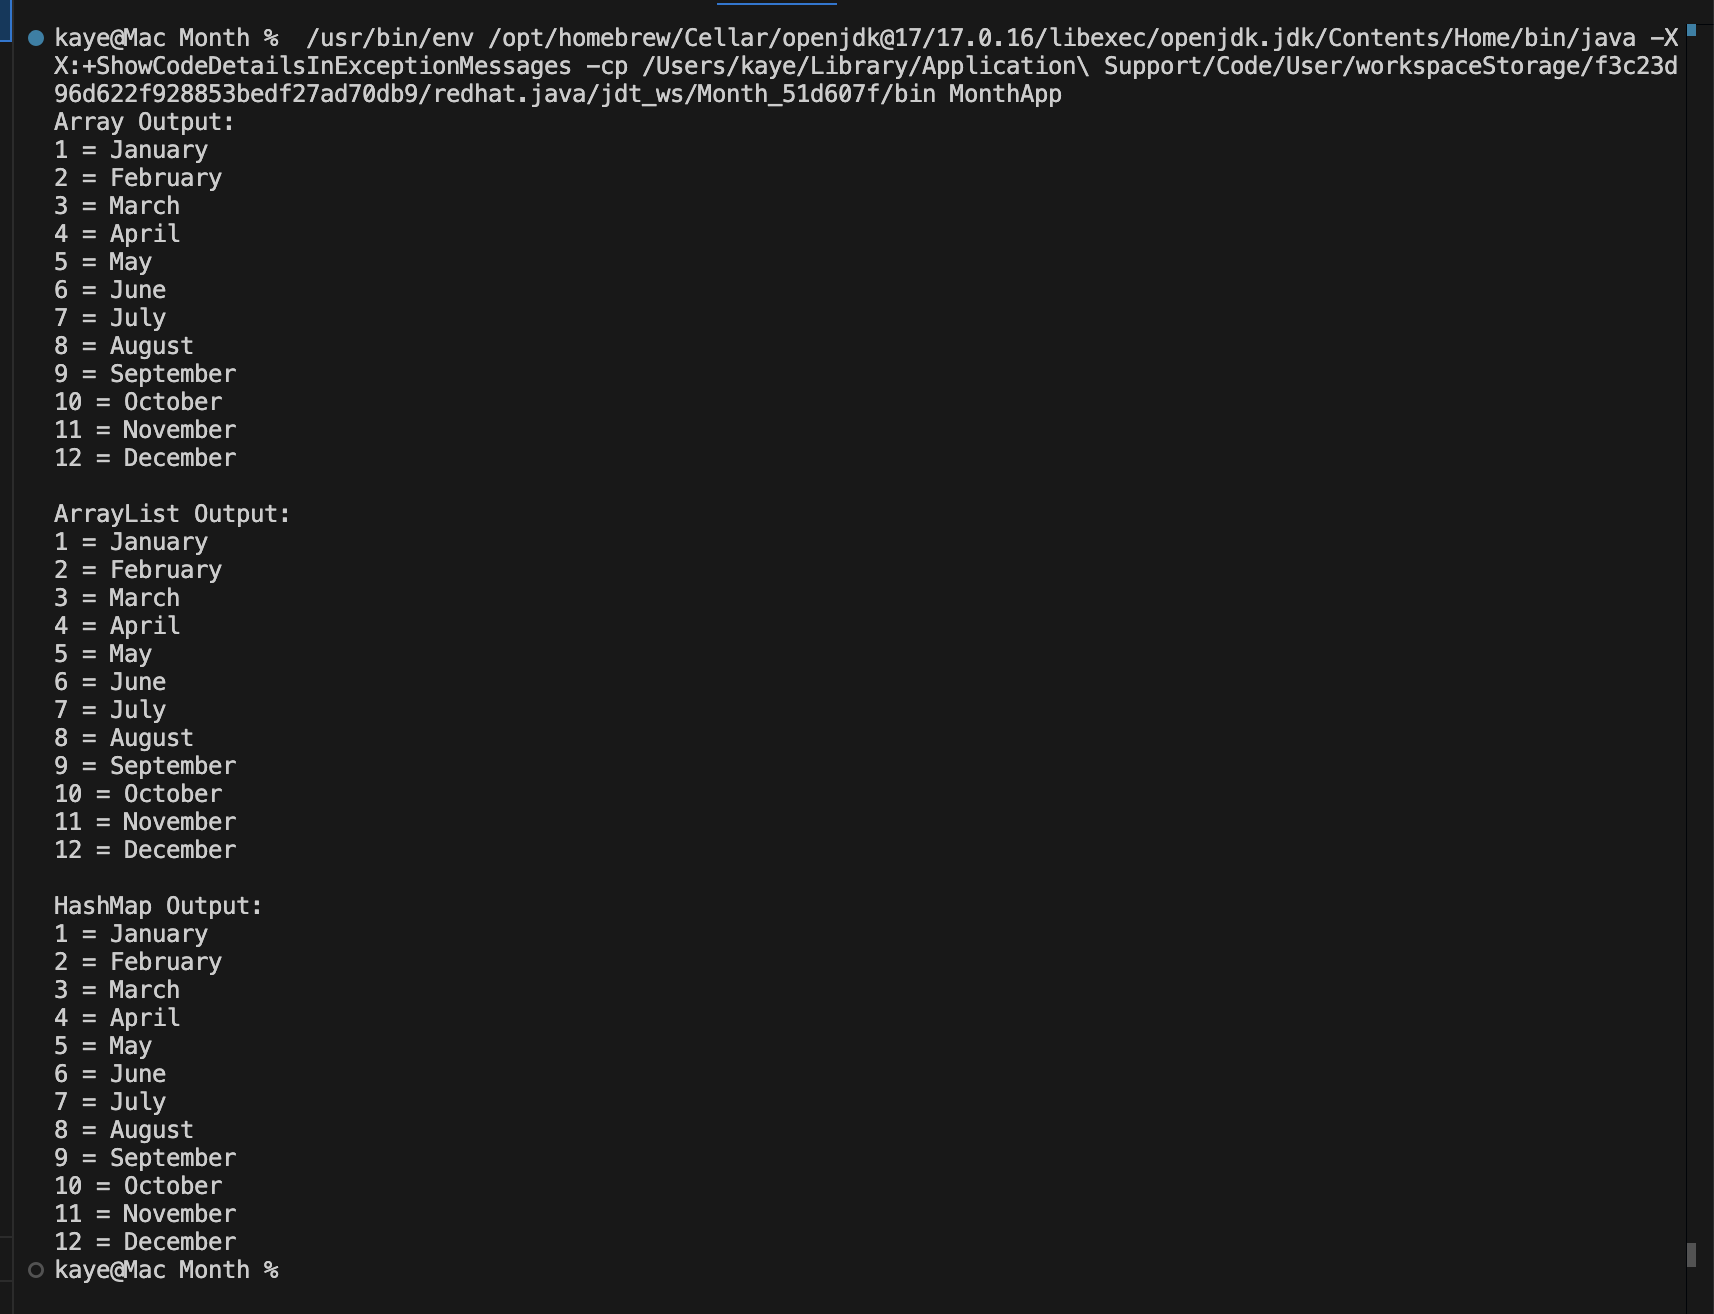 kaye@Mac Month %  /usr/bin/env /opt/homebrew/Cellar/openjdk@17/17.0.16/libexec/openjdk.jdk/Contents/Home/bin/java -X
X:+ShowCodeDetailsInExceptionMessages -cp /Users/kaye/Library/Application\ Support/Code/User/workspaceStorage/f3c23d
96d622f928853bedf27ad70db9/redhat.java/jdt_ws/Month_51d607f/bin MonthApp
Array Output:
1 = January
2 = February
3 = March
4 = April
5 = May
6 = June
7 = July
8 = August
9 = September
10 = October
11 = November
12 = December

ArrayList Output:
1 = January
2 = February
3 = March
4 = April
5 = May
6 = June
7 = July
8 = August
9 = September
10 = October
11 = November
12 = December

HashMap Output:
1 = January
2 = February
3 = March
4 = April
5 = May
6 = June
7 = July
8 = August
9 = September
10 = October
11 = November
12 = December
kaye@Mac Month %